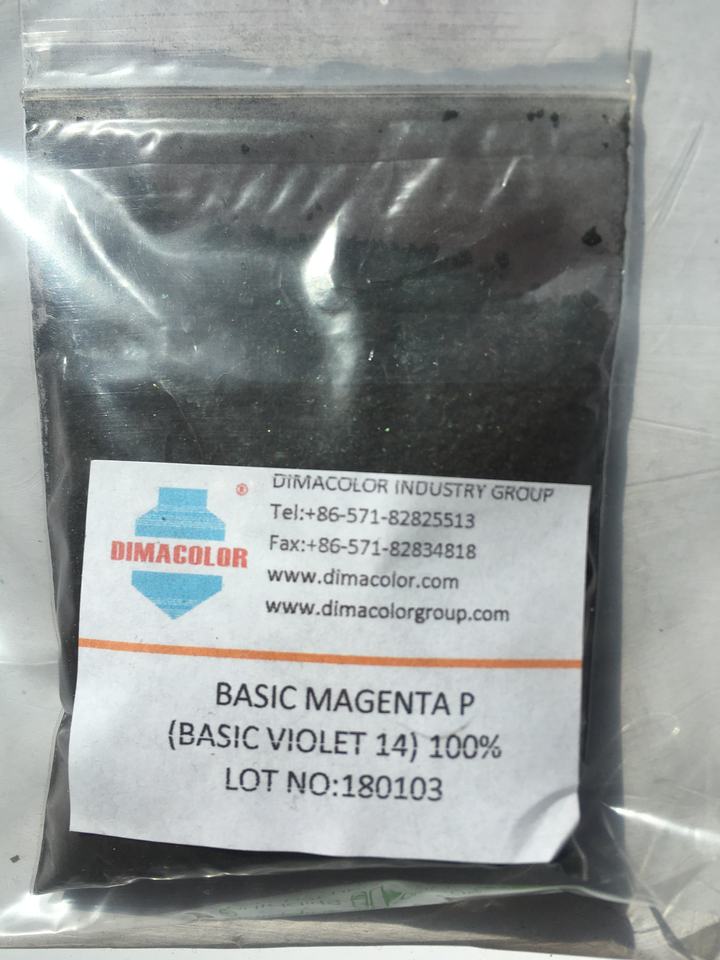 DIMACOLOR INDUSTRY GROUP
Tel:+86-571-82825513
Fax:+86-571-82834818
www.dimacolor.com
www.dimacolorgroup.com
DIMACOLOR®
BASIC MAGENTA P
(BASIC VIOLET 14) 100%
LOT NO:180103